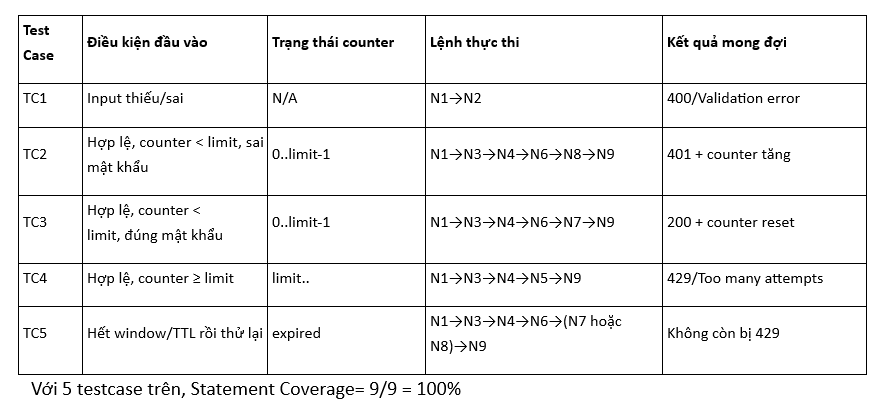 Test Case | Điều kiện đầu vào | Trạng thái counter | Lệnh thực thi | Kết quả mong đợi
TC1 | Input thiếu/sai | N/A | N1→N2 | 400/Validation error
TC2 | Hợp lệ, counter < limit, sai mật khẩu | 0..limit-1 | N1→N3→N4→N6→N8→N9 | 401 + counter tăng
TC3 | Hợp lệ, counter < limit, đúng mật khẩu | 0..limit-1 | N1→N3→N4→N6→N7→N9 | 200 + counter reset
TC4 | Hợp lệ, counter ≥ limit | limit.. | N1→N3→N4→N5→N9 | 429/Too many attempts
TC5 | Hết window/TTL rồi thử lại | expired | N1→N3→N4→N6→(N7 hoặc N8)→N9 | Không còn bị 429
Với 5 testcase trên, Statement Coverage= 9/9 = 100%